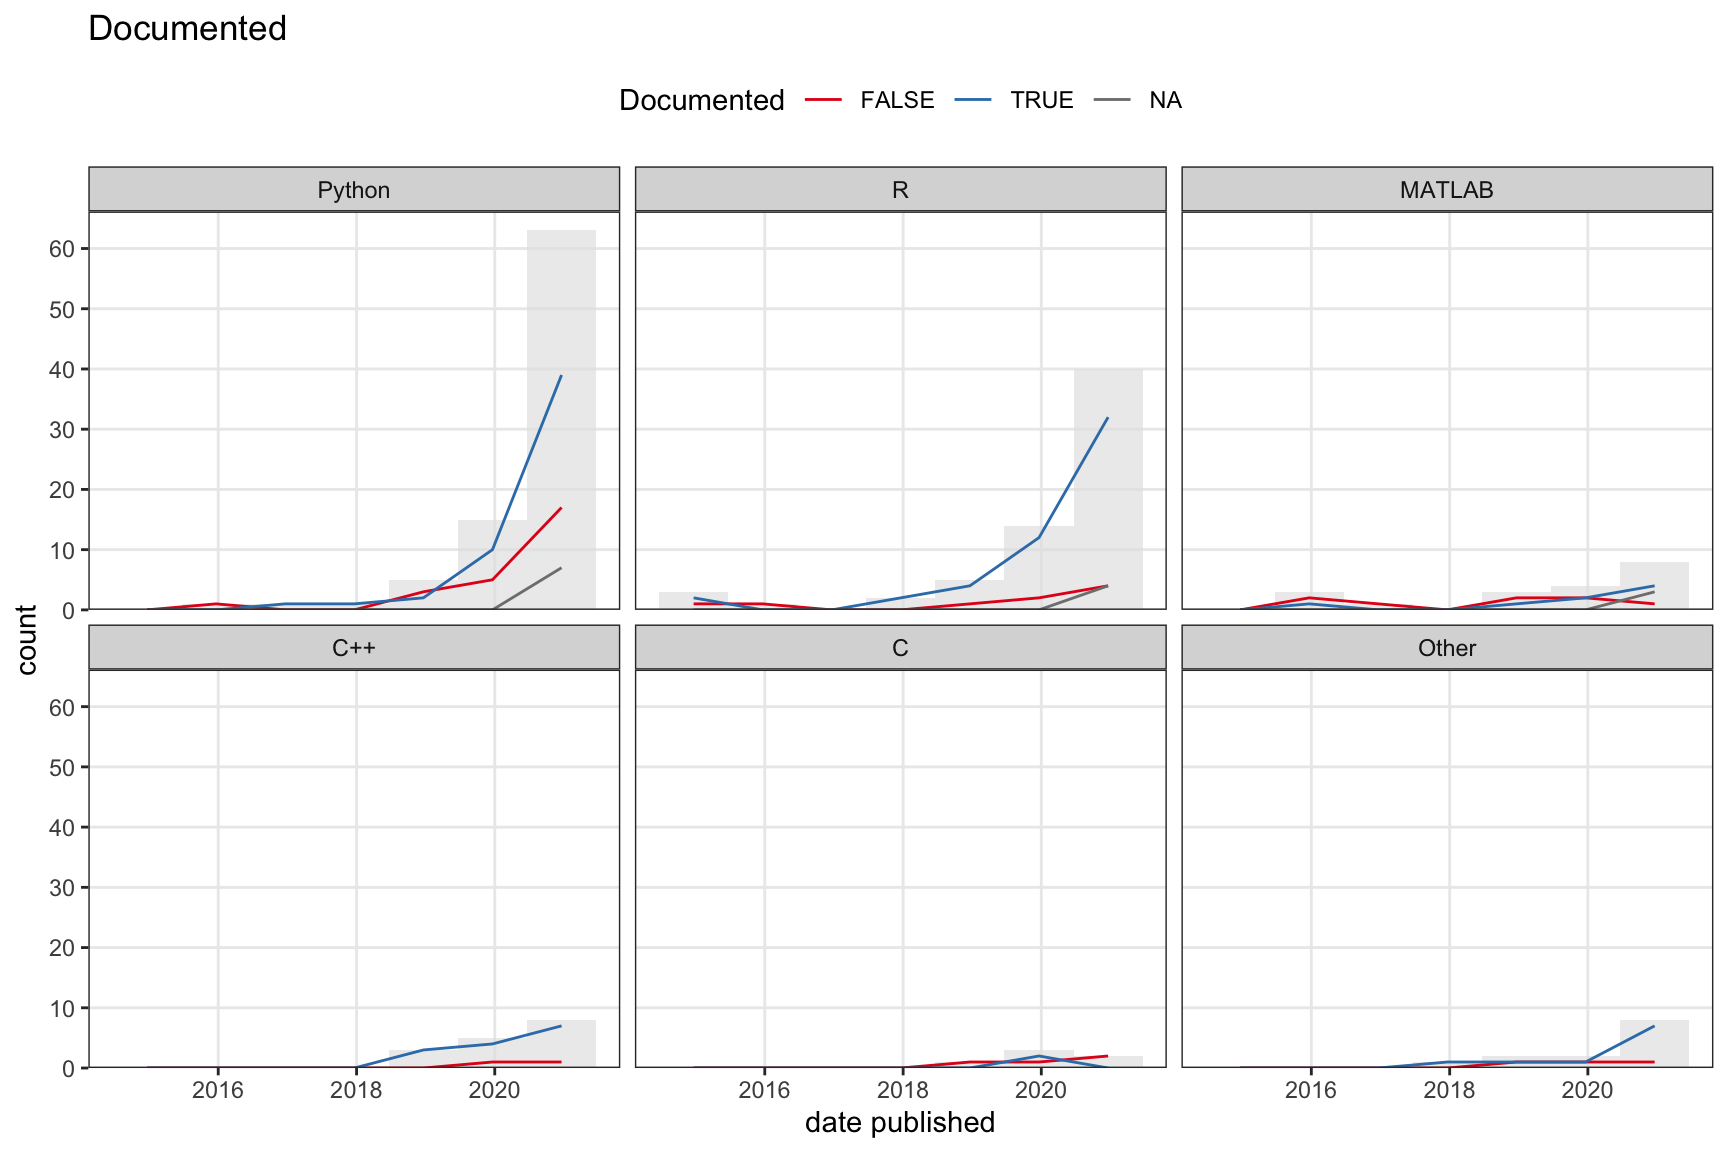 Documented
Documented FALSE TRUE NA
Python R MATLAB
60
50
40
30
20
10
0
count
C++ C Other
60
50
40
30
20
10
0
2016 2018 2020 2016 2018 2020 2016 2018 2020
date published